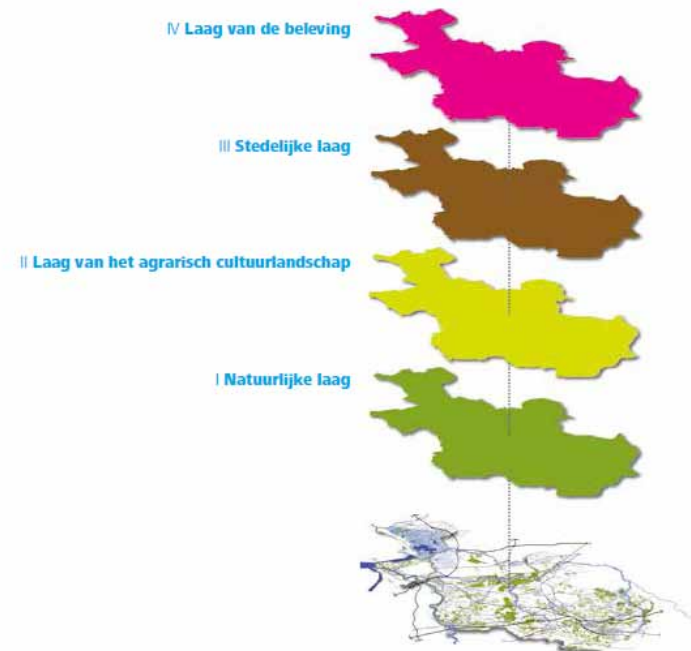 IV Laag van de beleving
III Stedelijke laag
II Laag van het agrarisch cultuurlandschap
I Natuurlijke laag